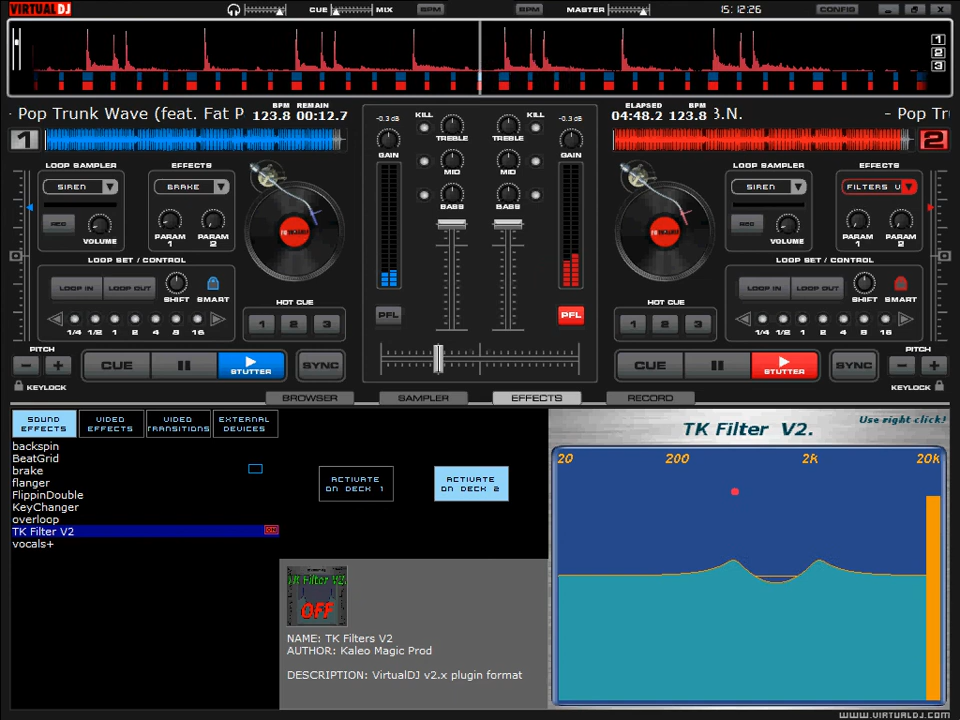 VIRTUAL DJ CUE MIX BPM BPM MASTER 15:12:26 CONFIG
1
2
3
· Pop Trunk Wave (feat. Fat P BPM 123.8 REMAIN 00:12.7
ELAPSED 04:48.2 BPM 123.8 3.N. - Pop Tr
1
2
-0.3 dB KILL KILL -0.3 dB
GAIN TREBLE TREBLE GAIN
MID MID
BABS BABS
LOOP SAMPLER EFFECTS
SIREN BRAKE
REC VOLUME PARAM 1 PARAM 2
LOOP SET / CONTROL
LOOP IN LOOP OUT SHIFT SMART
1/4 1/2 1 2 4 8 16
HOT CUE
1 2 3
PFL PFL
LOOP SAMPLER EFFECTS
SIREN FILTERS V
REC VOLUME PARAM 1 PARAM 2
LOOP SET / CONTROL
LOOP IN LOOP OUT SHIFT SMART
1/4 1/2 1 2 4 8 16
HOT CUE
1 2 3
PITCH
- + CUE STUTTER SYNC
KEYLOCK
PITCH
CUE STUTTER SYNC - +
KEYLOCK
BROWSER SAMPLER EFFECTS RECORD
SOUND EFFECTS VIDEO EFFECTS VIDEO TRANSITIONS EXTERNAL DEVICES
backspin
BeatGrid
brake
flanger
FlippinDouble
KeyChanger
overloop
TK Filter V2 ON
vocals+
ACTIVATE ON DECK 1
ACTIVATE ON DECK 2
TK Filter V2.
OFF
NAME: TK Filters V2
AUTHOR: Kaleo Magic Prod
DESCRIPTION: VirtualDJ v2.x plugin format
TK Filter V2.
Use right click!
20 200 2k 20k
WWW.VIRTUALDJ.COM